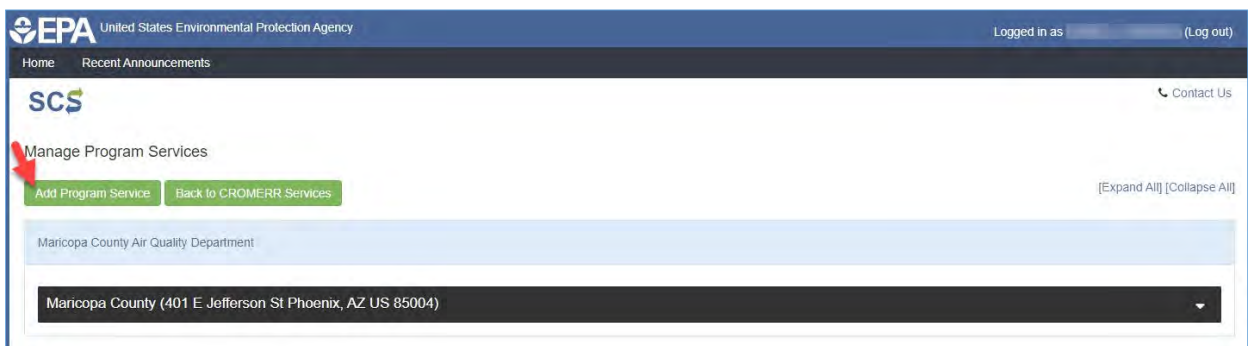 EPA United States Environmental Protection Agency Logged in as (Log out)
Home Recent Announcements
SCS Contact Us
Manage Program Services
Add Program Service Back to CROMERR Services [Expand All] [Collapse All]
Maricopa County Air Quality Department
Maricopa County (401 E Jefferson St Phoenix, AZ US 85004)